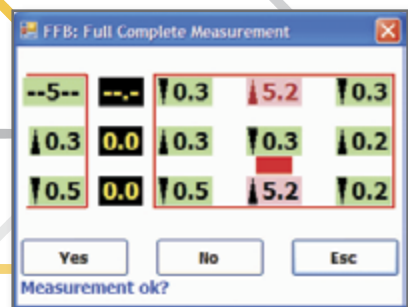 FFB: Full Complete Measurement
--5-- --.- 0.3 5.2 0.3
0.3 0.0 0.3 0.3 0.2
0.5 0.0 0.5 5.2 0.2
Yes No Esc
Measurement ok?